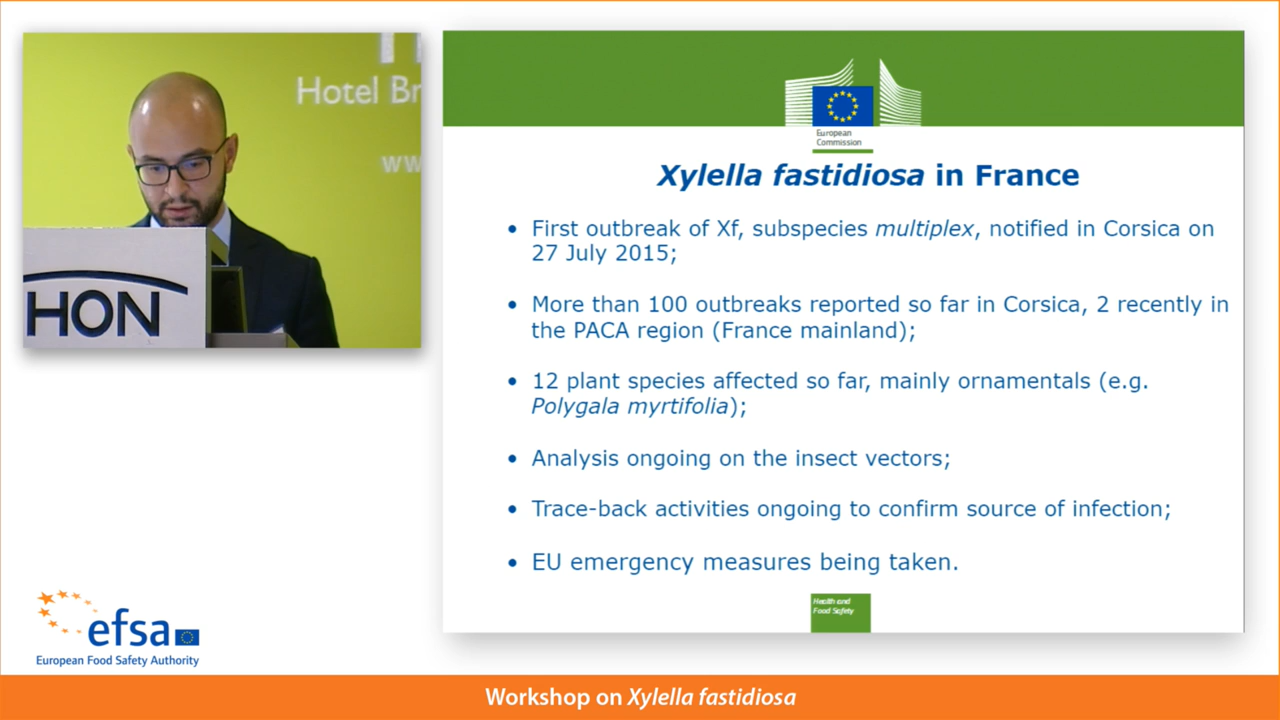 Hotel Br
ww
HON
European
Commission
Xylella fastidiosa in France
• First outbreak of Xf, subspecies multiplex, notified in Corsica on
27 July 2015;
• More than 100 outbreaks reported so far in Corsica, 2 recently in
the PACA region (France mainland);
• 12 plant species affected so far, mainly ornamentals (e.g.
Polygala myrtifolia);
• Analysis ongoing on the insect vectors;
• Trace-back activities ongoing to confirm source of infection;
• EU emergency measures being taken.
Health and
Food Safety
efsa
European Food Safety Authority
Workshop on Xylella fastidiosa